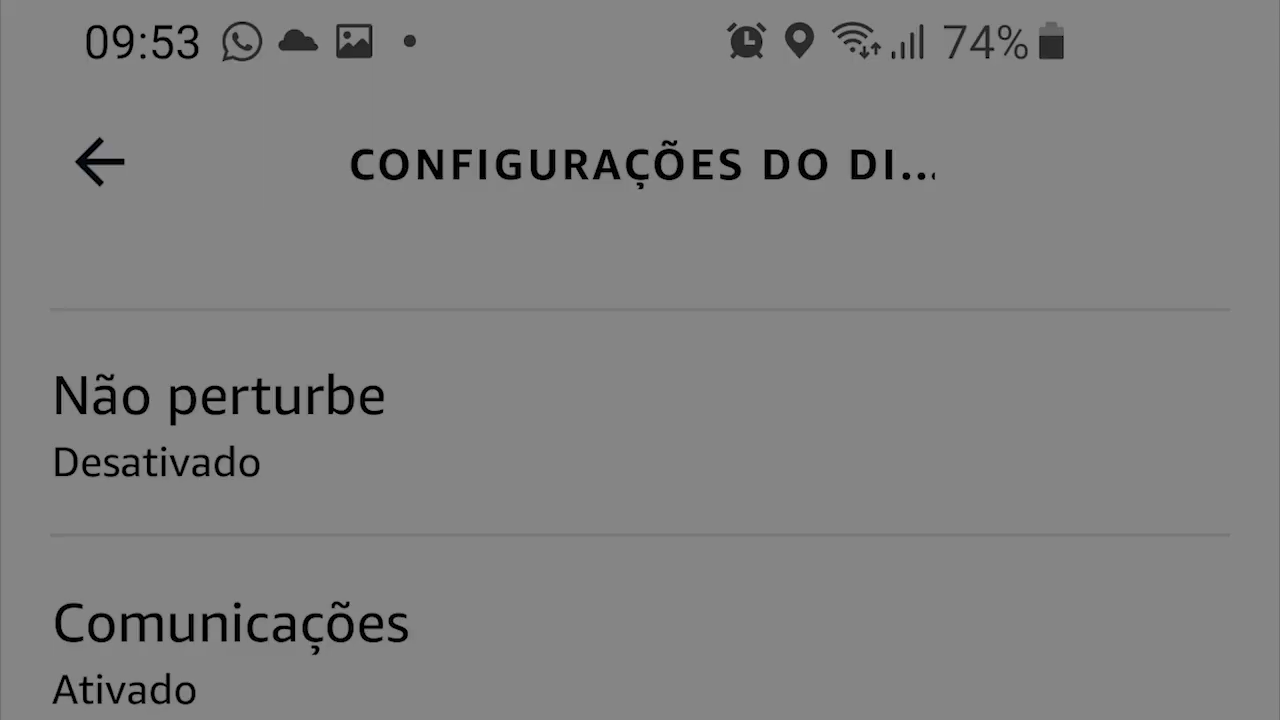 09:53 74%
CONFIGURAÇÕES DO DI...
Não perturbe
Desativado
Comunicações
Ativado